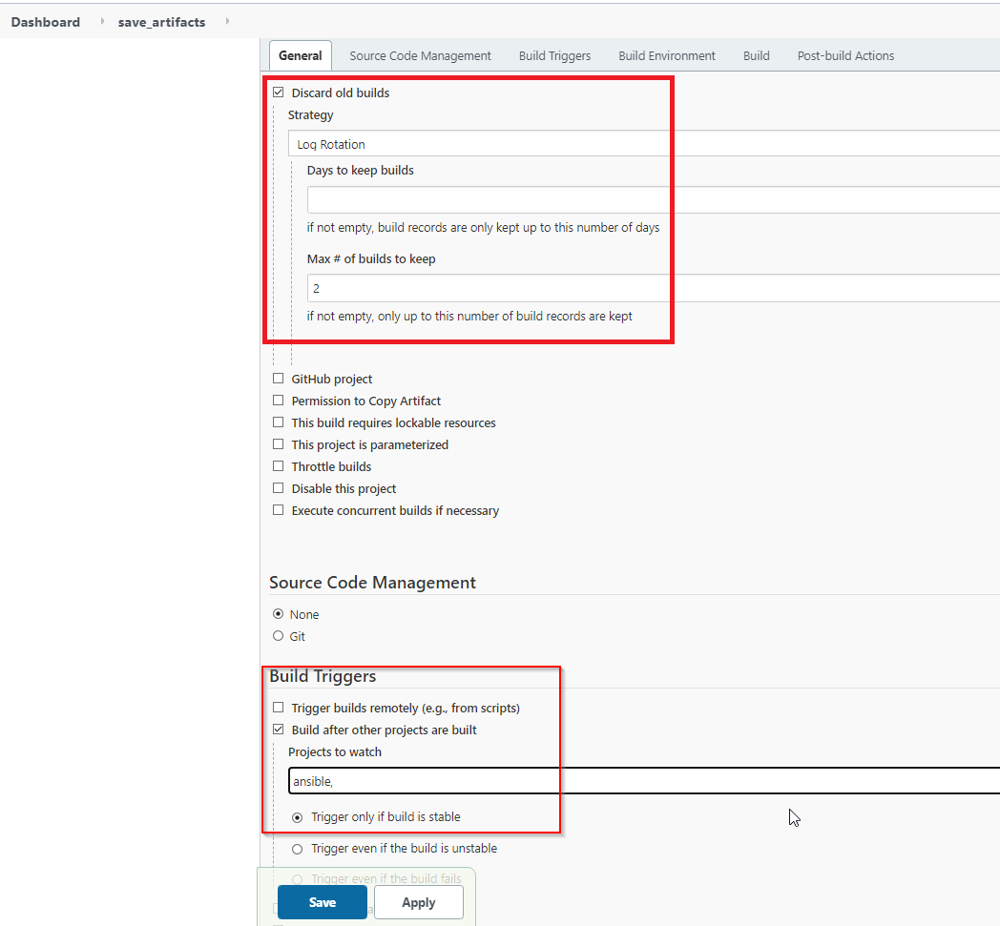 Dashboard save_artifacts
General Source Code Management Build Triggers Build Environment Build Post-build Actions
Discard old builds
Strategy
Log Rotation
Days to keep builds
if not empty, build records are only kept up to this number of days
Max # of builds to keep
2
if not empty, only up to this number of build records are kept
GitHub project
Permission to Copy Artifact
This build requires lockable resources
This project is parameterized
Throttle builds
Disable this project
Execute concurrent builds if necessary
Source Code Management
None
Git
Build Triggers
Trigger builds remotely (e.g., from scripts)
Build after other projects are built
Projects to watch
ansible,
Trigger only if build is stable
Trigger even if the build is unstable
Trigger even if the build fails
Save Apply